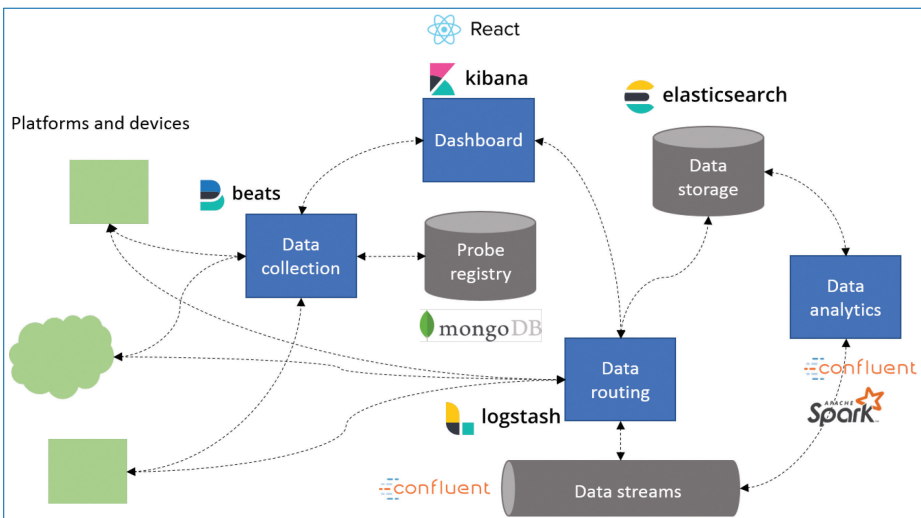 React
kibana
elasticsearch
Platforms and devices
Dashboard
Data
storage
beats
Data
collection
Probe
registry
Data
analytics
mongoDB
Data
routing
confluent
APACHE
Spark
logstash
confluent
Data streams